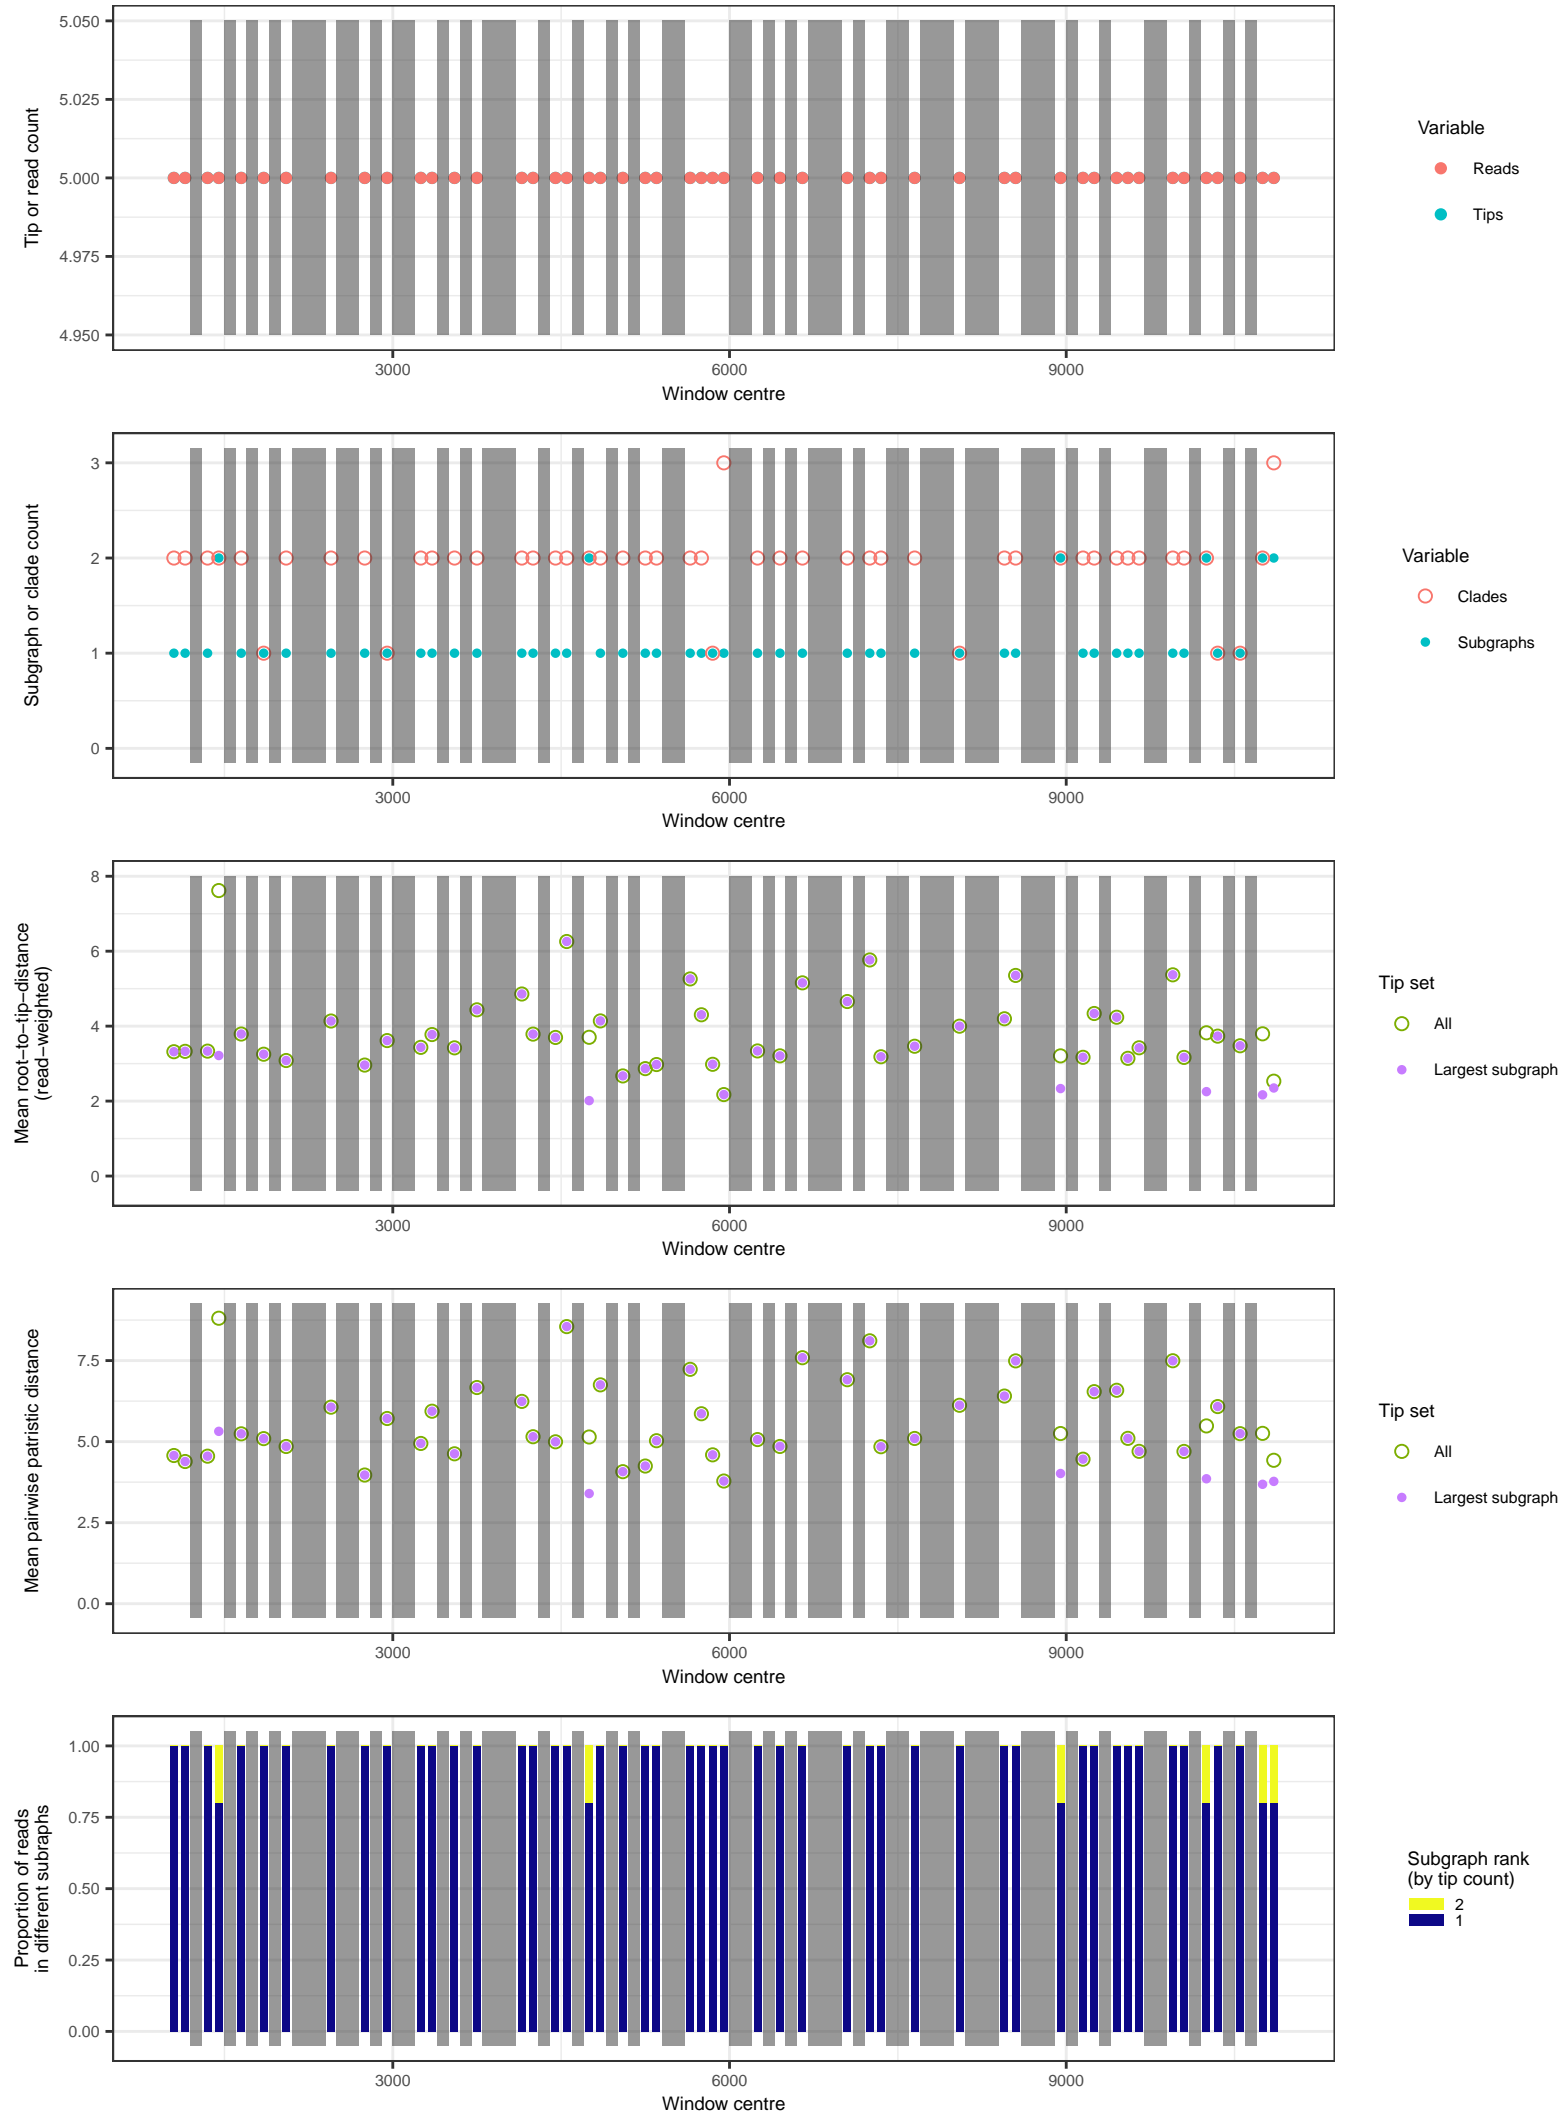 5.050
5.025
5.000
4.975
4.950
Tip or read count
3000
6000
9000
Window centre
Variable
Reads
Tips
3
2
1
0
Subgraph or clade count
3000
6000
9000
Window centre
Variable
Clades
Subgraphs
8
6
4
2
0
Mean root−to−tip−distance
(read−weighted)
3000
6000
9000
Window centre
Tip set
All
Largest subgraph
7.5
5.0
2.5
0.0
Mean pairwise patristic distance
3000
6000
9000
Window centre
Tip set
All
Largest subgraph
1.00
0.75
0.50
0.25
0.00
Proportion of reads
in different subraphs
3000
6000
9000
Window centre
Subgraph rank
(by tip count)
2
1